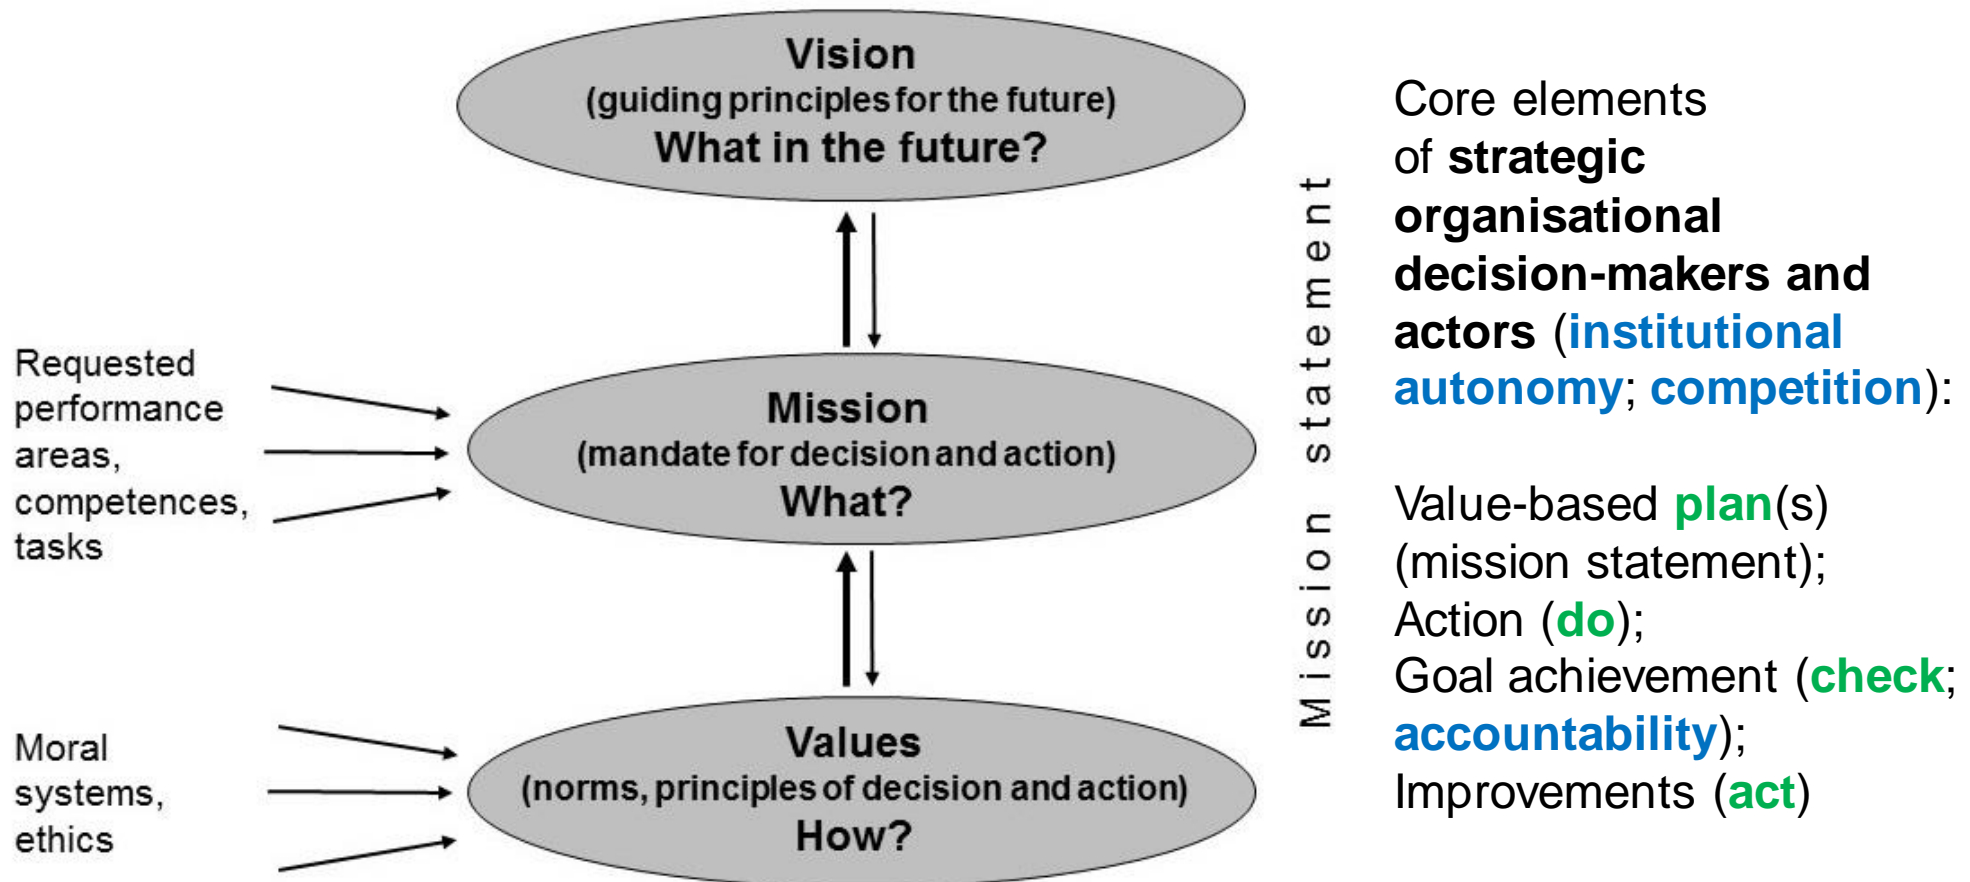 Vision
(guiding principles for the future)
What in the future?
Requested
performance
areas,
competences,
tasks
Mission
(mandate for decision and action)
What?
Moral
systems,
ethics
Values
(norms, principles of decision and action)
How?
Mission statement
Core elements
of strategic
organisational
decision-makers and
actors (institutional
autonomy; competition):
Value-based plan(s)
(mission statement);
Action (do);
Goal achievement (check;
accountability);
Improvements (act)